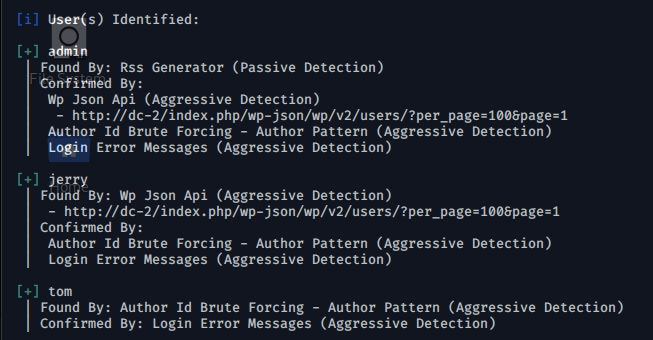 [i] User(s) Identified:
[+] admin
Found By: Rss Generator (Passive Detection)
File System
Confirmed By:
Wp Json Api (Aggressive Detection)
- http://dc-2/index.php/wp-json/wp/v2/users/?per_page=100&page=1
Author Id Brute Forcing - Author Pattern (Aggressive Detection)
Login Error Messages (Aggressive Detection)
[+] jerry
Home
Found By: Wp Json Api (Aggressive Detection)
- http://dc-2/index.php/wp-json/wp/v2/users/?per_page=100&page=1
Confirmed By:
Author Id Brute Forcing - Author Pattern (Aggressive Detection)
Login Error Messages (Aggressive Detection)
[+] tom
Found By: Author Id Brute Forcing - Author Pattern (Aggressive Detection)
Confirmed By: Login Error Messages (Aggressive Detection)